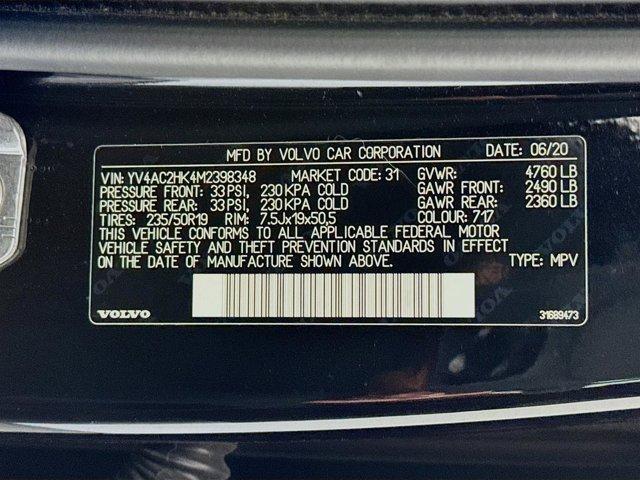 MFD BY VOLVO CAR CORPORATION DATE: 06/20
VIN: YV4AC2HK4M2398348 MARKET CODE: 31 GVWR: 4760 LB
PRESSURE FRONT: 33 PSI, 230 KPA COLD GAWR FRONT: 2490 LB
PRESSURE REAR: 33 PSI, 230 KPA COLD GAWR REAR: 2360 LB
TIRES: 235/50R19 RIM: 7.5Jx19x50,5 COLOUR: 717
THIS VEHICLE CONFORMS TO ALL APPLICABLE FEDERAL MOTOR
VEHICLE SAFETY AND THEFT PREVENTION STANDARDS IN EFFECT
ON THE DATE OF MANUFACTURE SHOWN ABOVE. TYPE: MPV
VOLVO 31689473